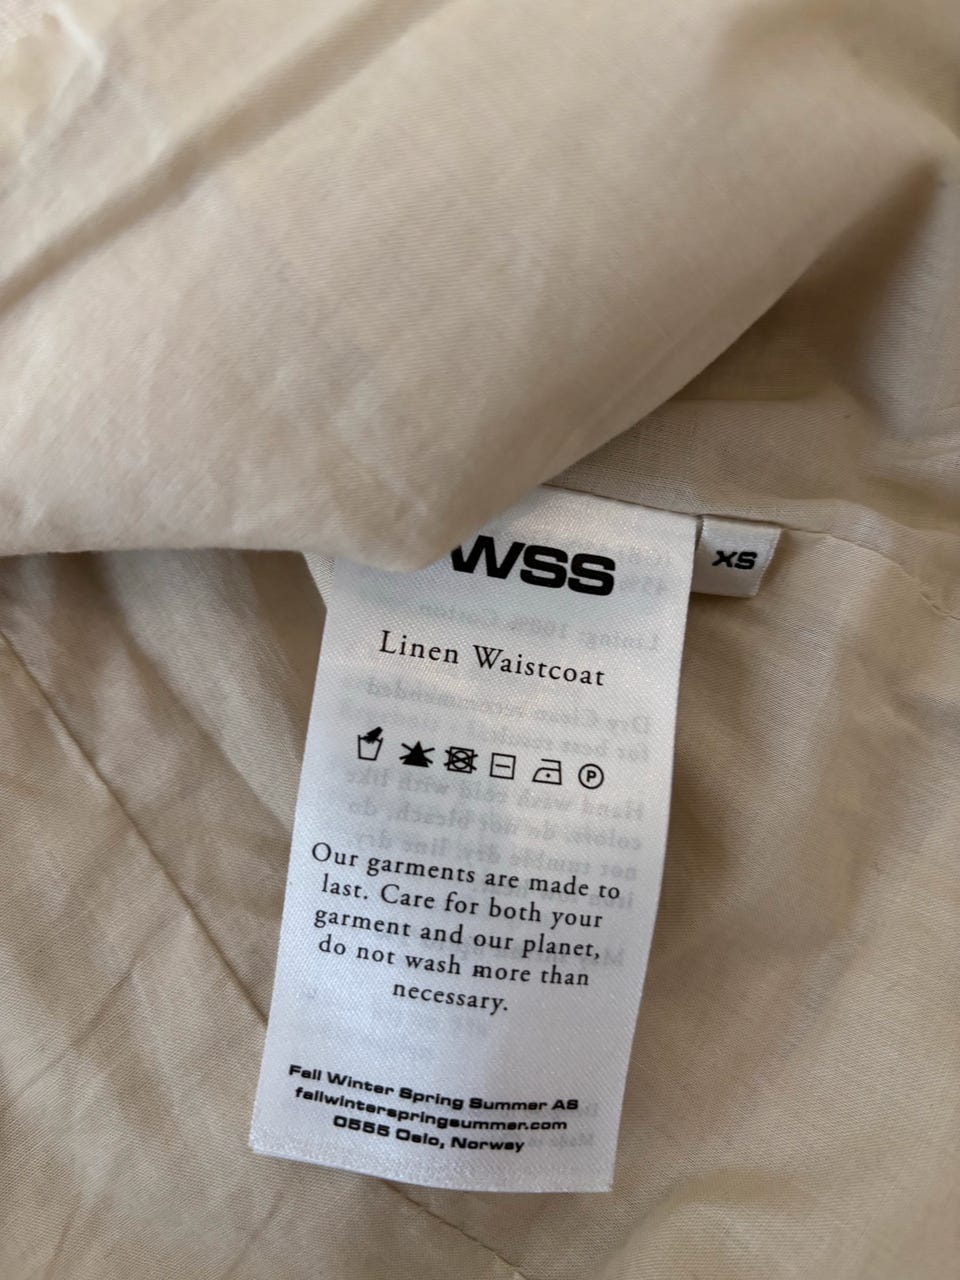 WSS
XS
Linen Waistcoat
P
Our garments are made to
last. Care for both your
garment and our planet,
do not wash more than
necessary.
Fall Winter Spring Summer AS
fallwinterspringsummer.com
0555 Oslo, Norway